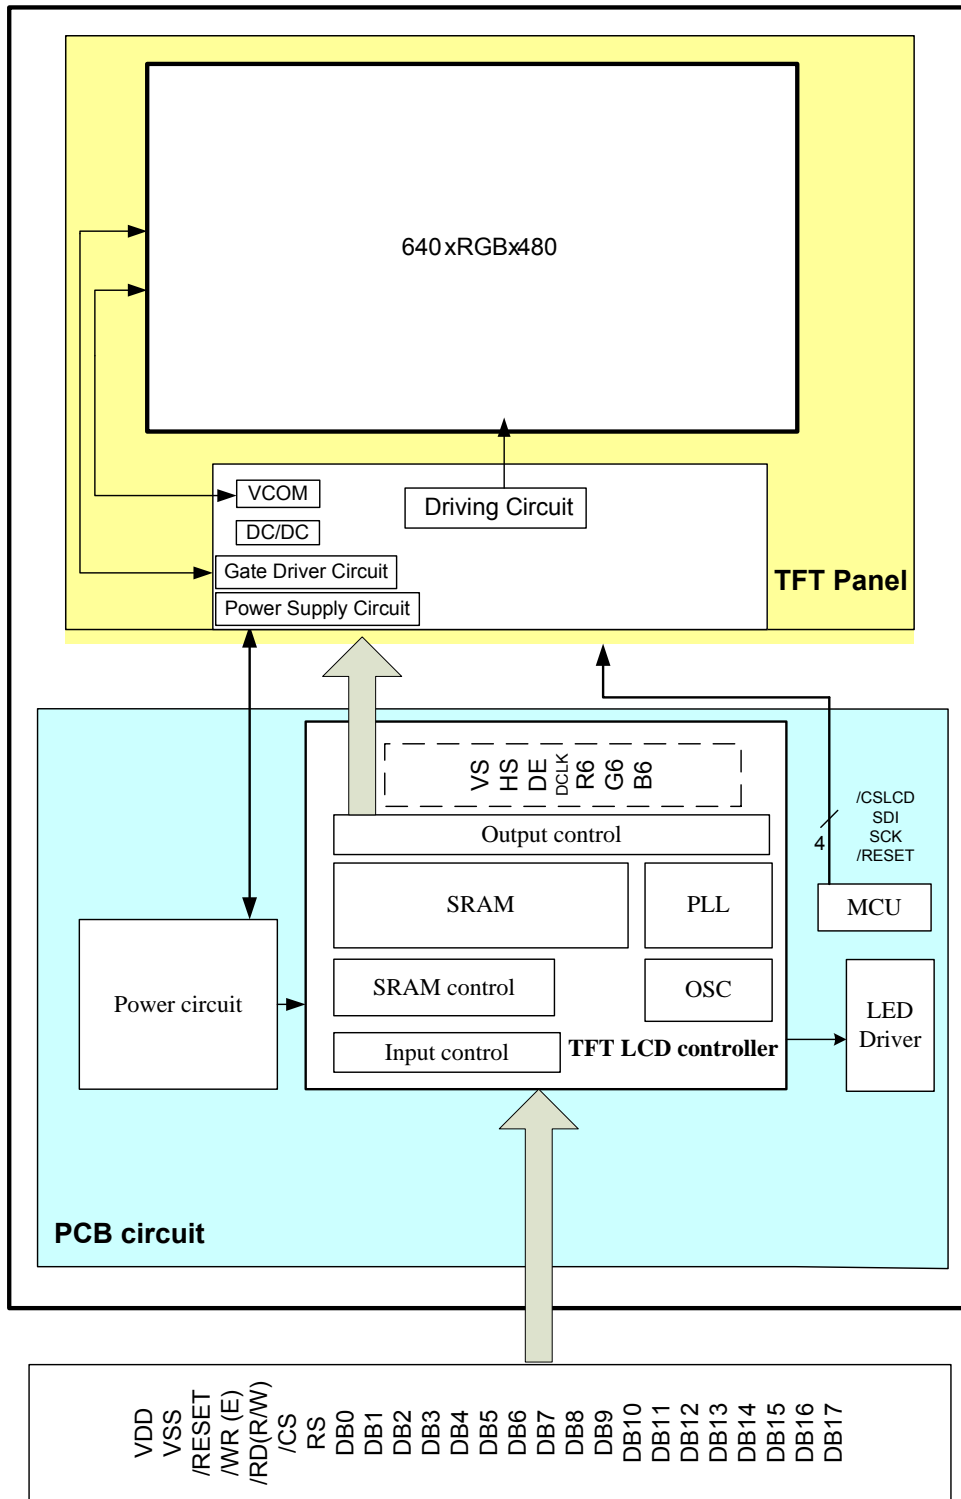 640xRGBx480
VCOM
Driving Circuit
DC/DC
Gate Driver Circuit
Power Supply Circuit
TFT Panel
VS
HS
DE
DCLK
R6
G6
B6
Output control
SRAM
PLL
SRAM control
OSC
Input control
TFT LCD controller
Power circuit
/CSLCD
SDI
SCK
/RESET
4
MCU
LED
Driver
PCB circuit
VDD
VSS
/RESET
/WR (E)
/RD(R/W)
/CS
RS
DB0
DB1
DB2
DB3
DB4
DB5
DB6
DB7
DB8
DB9
DB10
DB11
DB12
DB13
DB14
DB15
DB16
DB17